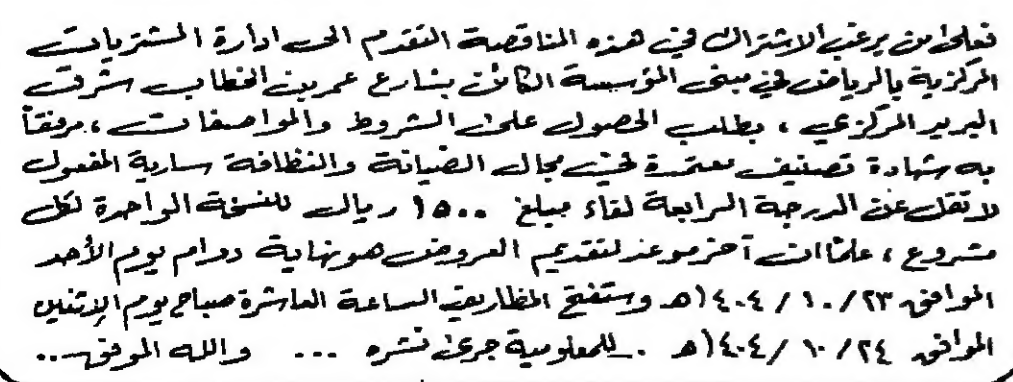 فعلى من يرغب الاشتراك في هذه المناقصة التقدم الى ادارة المشتريات
المركزية بالرياض في مبنى المؤسسة الكائن بشارع عمر بن الخطاب شرق
البريد المركزي ، بطلب الحصول على الشروط والمواصفات ، مرفقاً
به شهادة تصنيف معتمدة في مجال الصيانة والنظافة سارية المفعول
لا تقل عن الدرجة الرابعة لقاء مبلغ ١٥٠٠ ريال للنسخة الواحدة لكل
مشروع ، علماً ان آخر موعد لتقديم العروض هو نهاية دوام يوم الأحد
الموافق ٢٣/١٠/١٤٠٤هـ وستفتح المظاريف الساعة العاشرة صباح يوم الإثنين
الموافق ٢٤/١٠/١٤٠٤هـ . للمعلومية جرى نشره ... والله الموفق ..